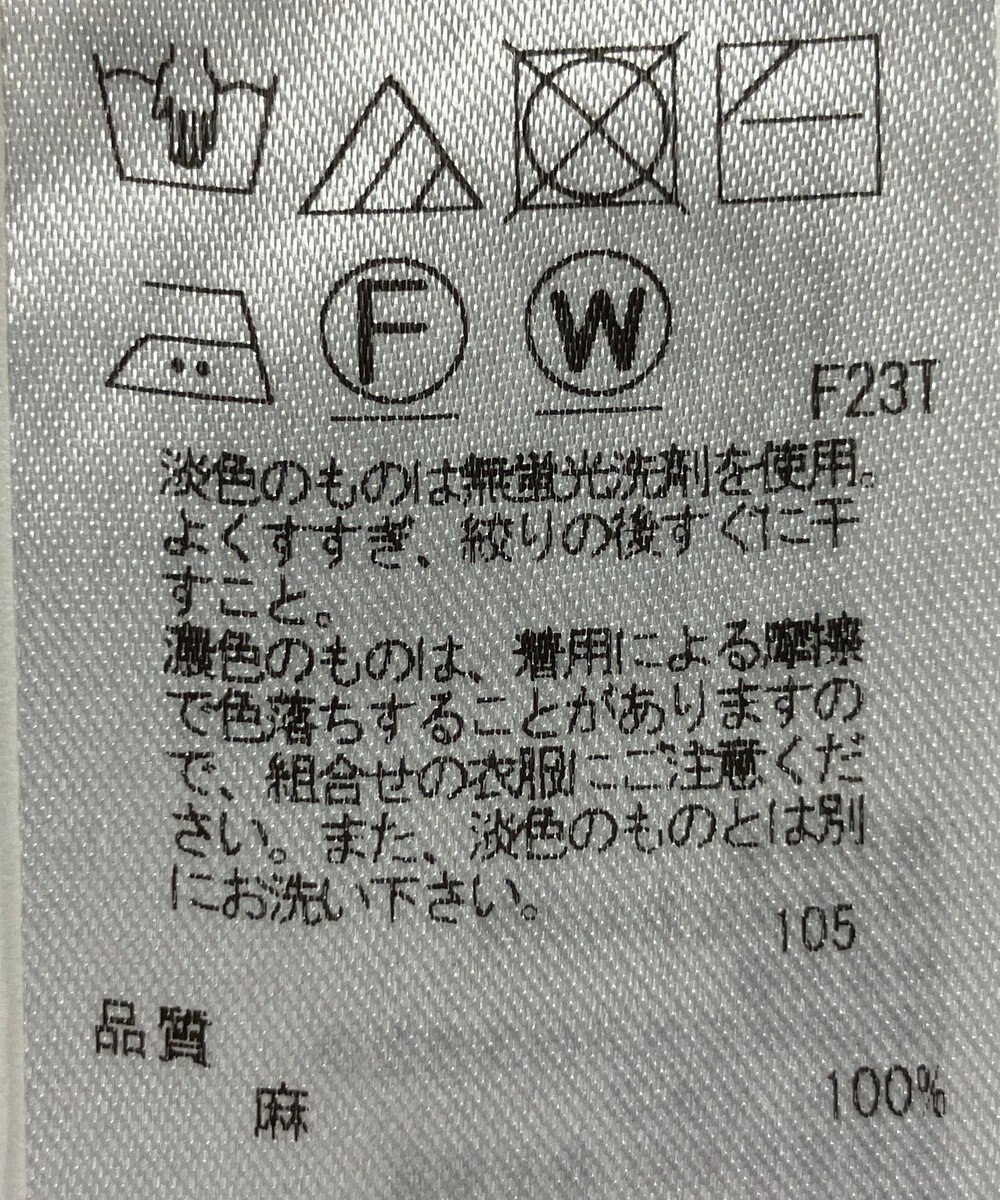 F
W
F23T
淡色のものは無蛍光洗剤を使用。
よくすすぎ、絞りの後すぐに干
すこと。
濃色のものは、着用による摩擦
で色落ちすることがありますの
で、組合せの衣服にご注意くだ
さい。また、淡色のものとは別
にお洗い下さい。
105
品質
麻 100%